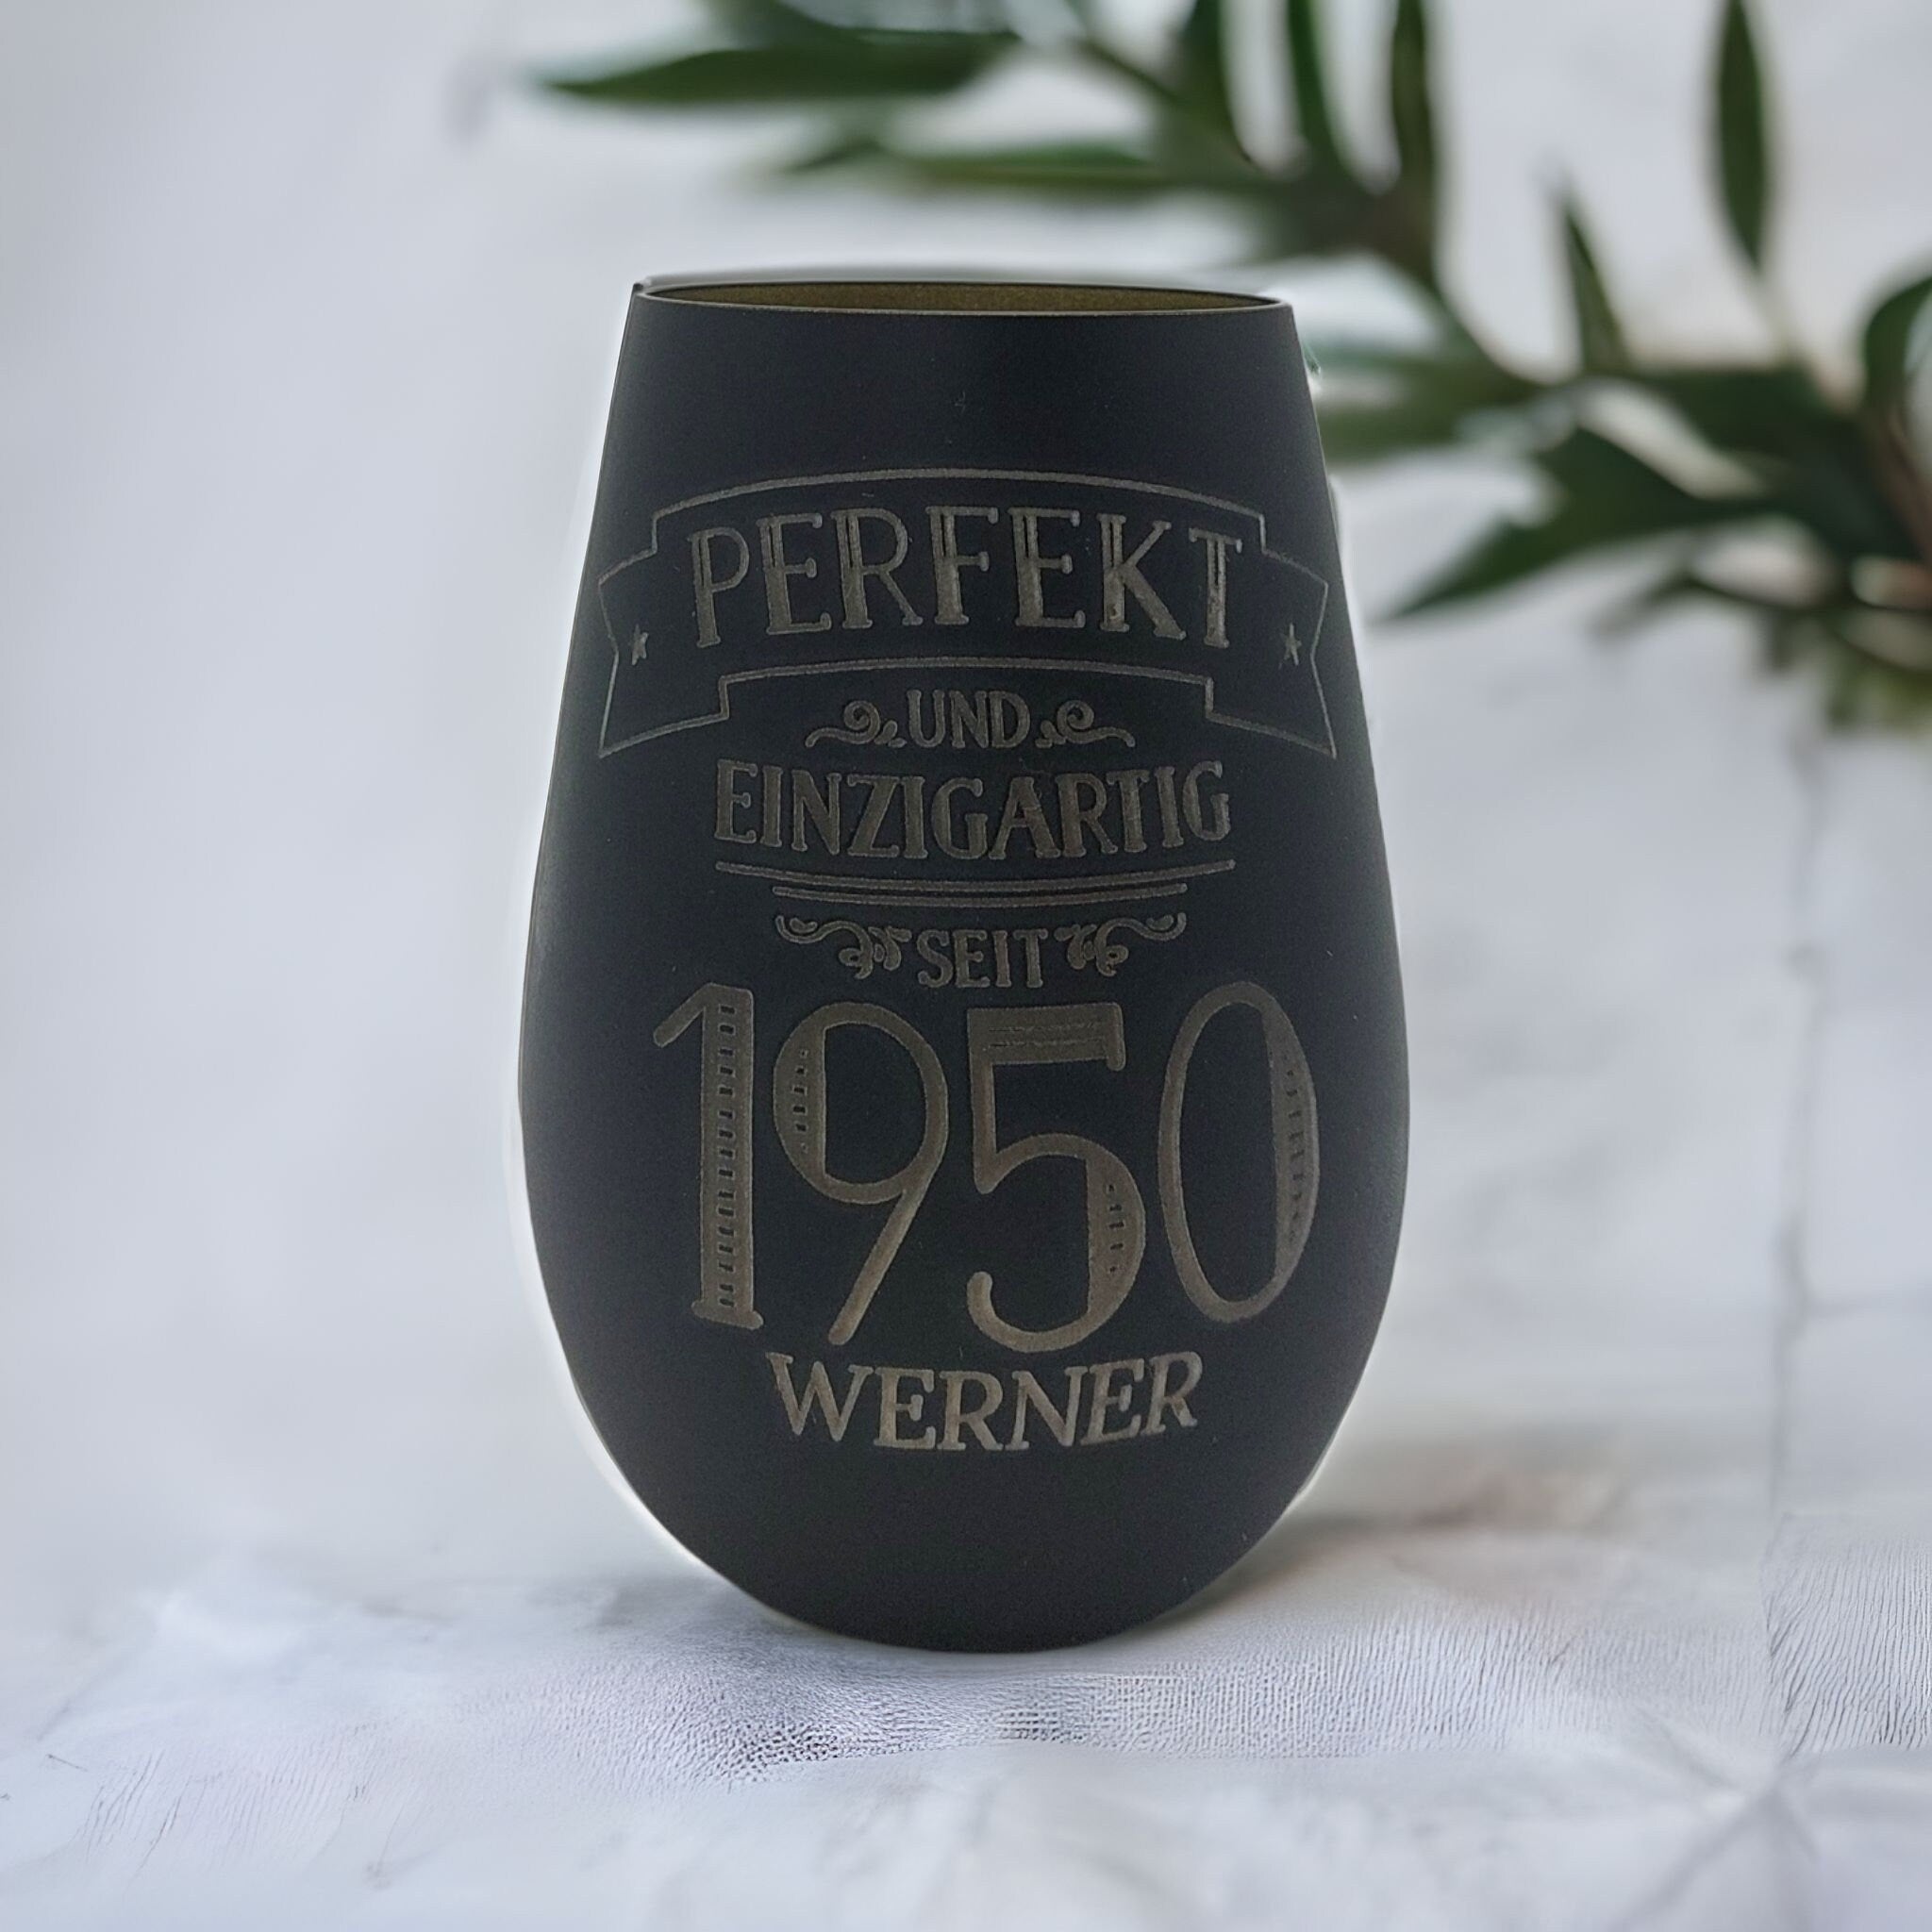 PERFEKT
UND
EINZIGARTIG
SEIT
1950
WERNER